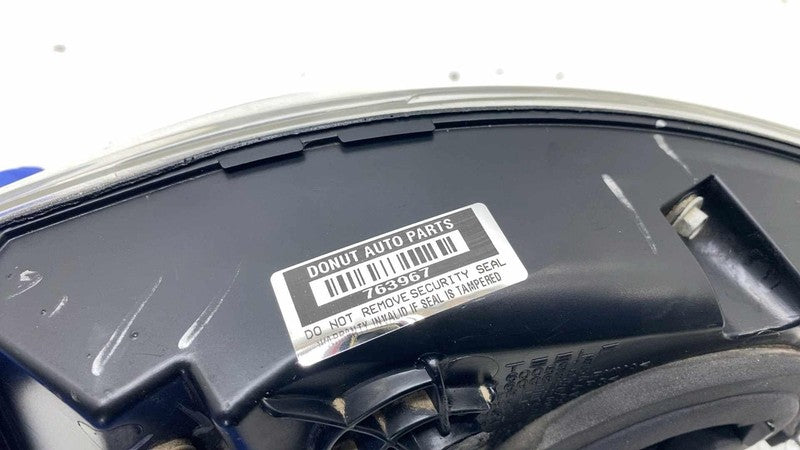 DONUT AUTO PARTS
763967
DO NOT REMOVE SECURITY SEAL
WARRANTY INVALID IF SEAL IS TAMPERED